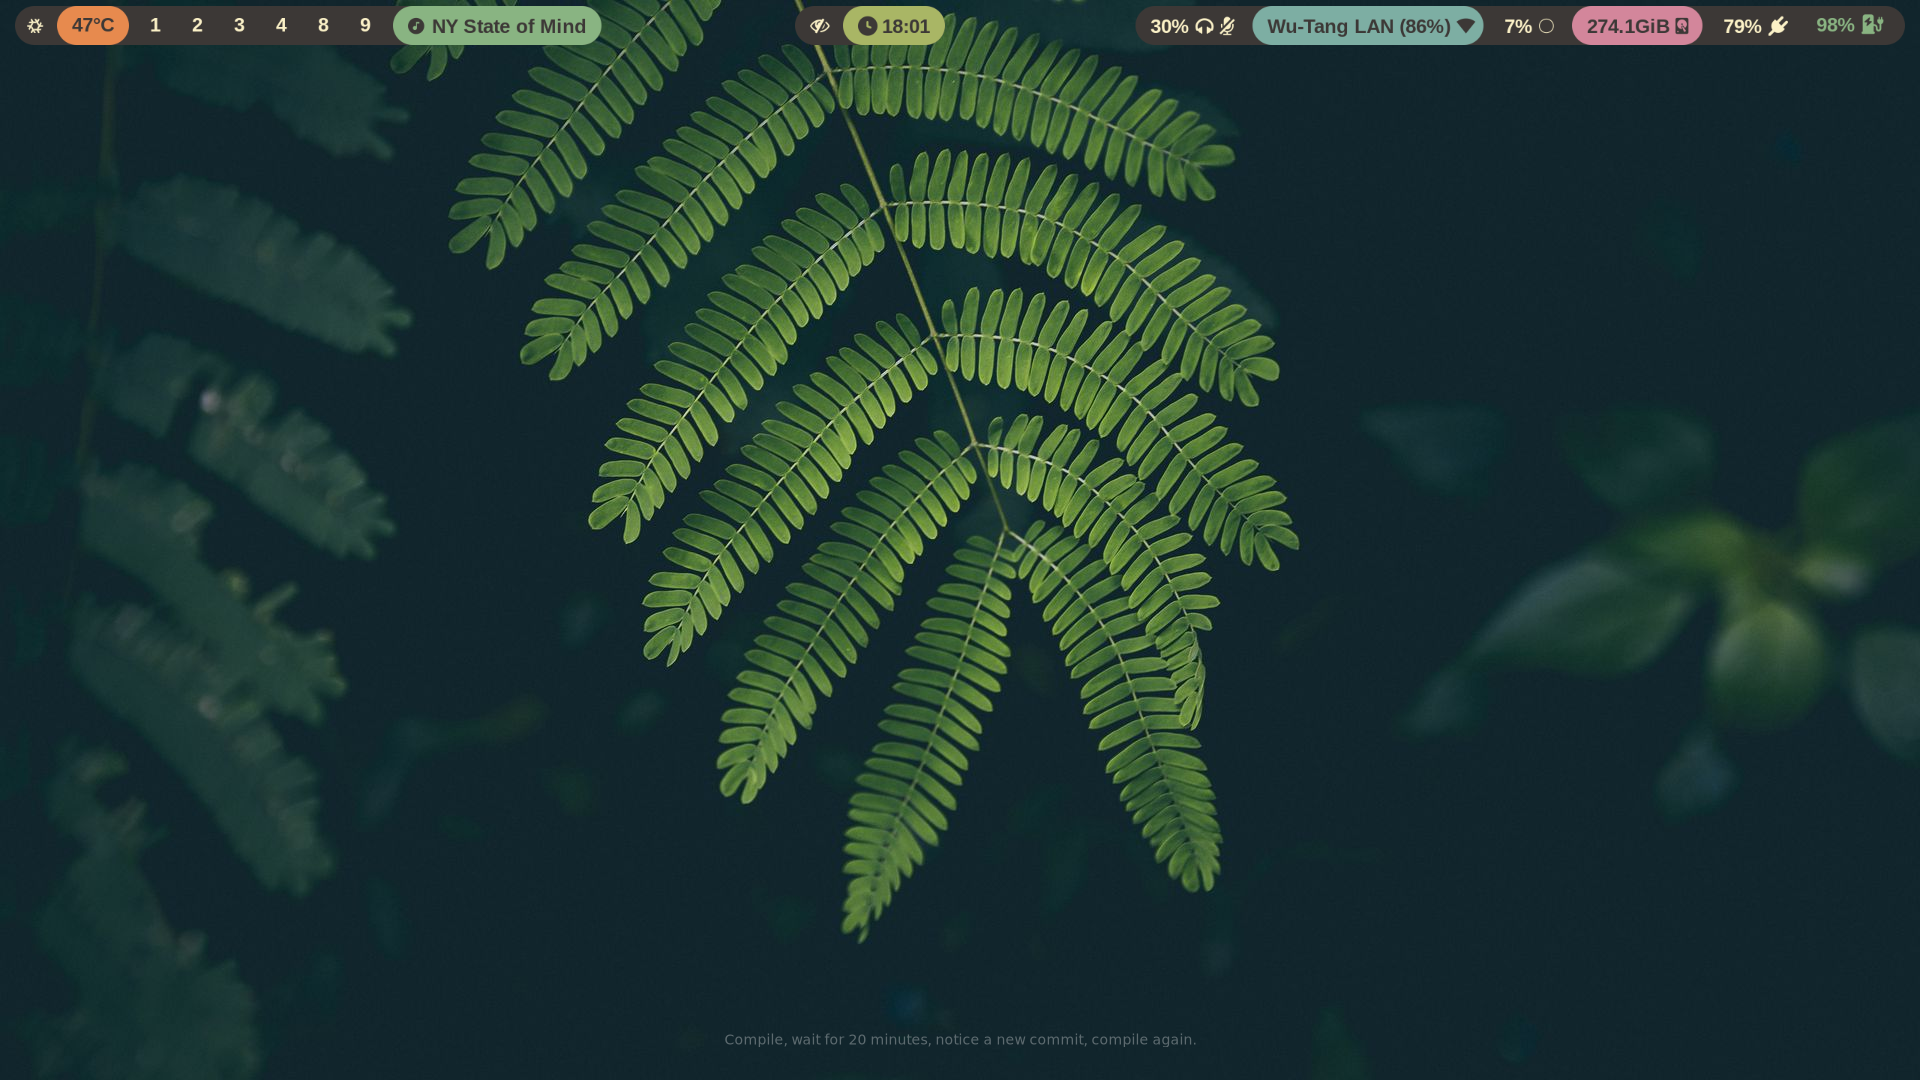 47°C 1 2 3 4 8 9 NY State of Mind 18:01 30% Wu-Tang LAN (86%) 7% 274.1GiB 79% 98%
Compile, wait for 20 minutes, notice a new commit, compile again.